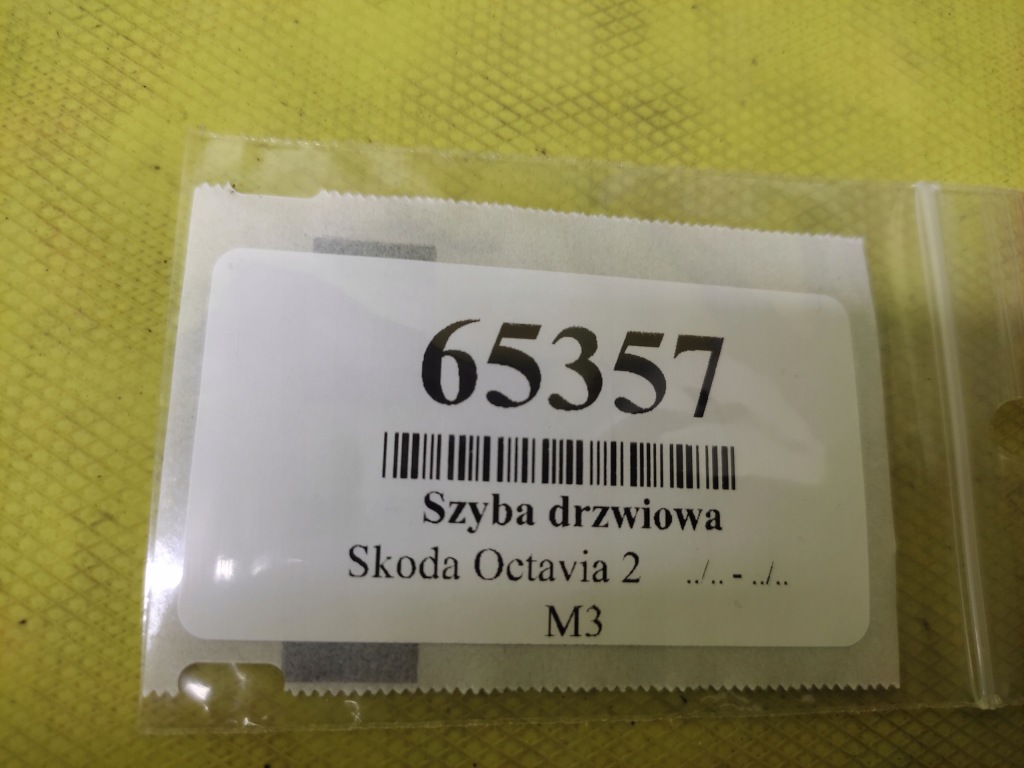 65357
Szyba drzwiowa
Skoda Octavia 2 ../.. - ../..
M3